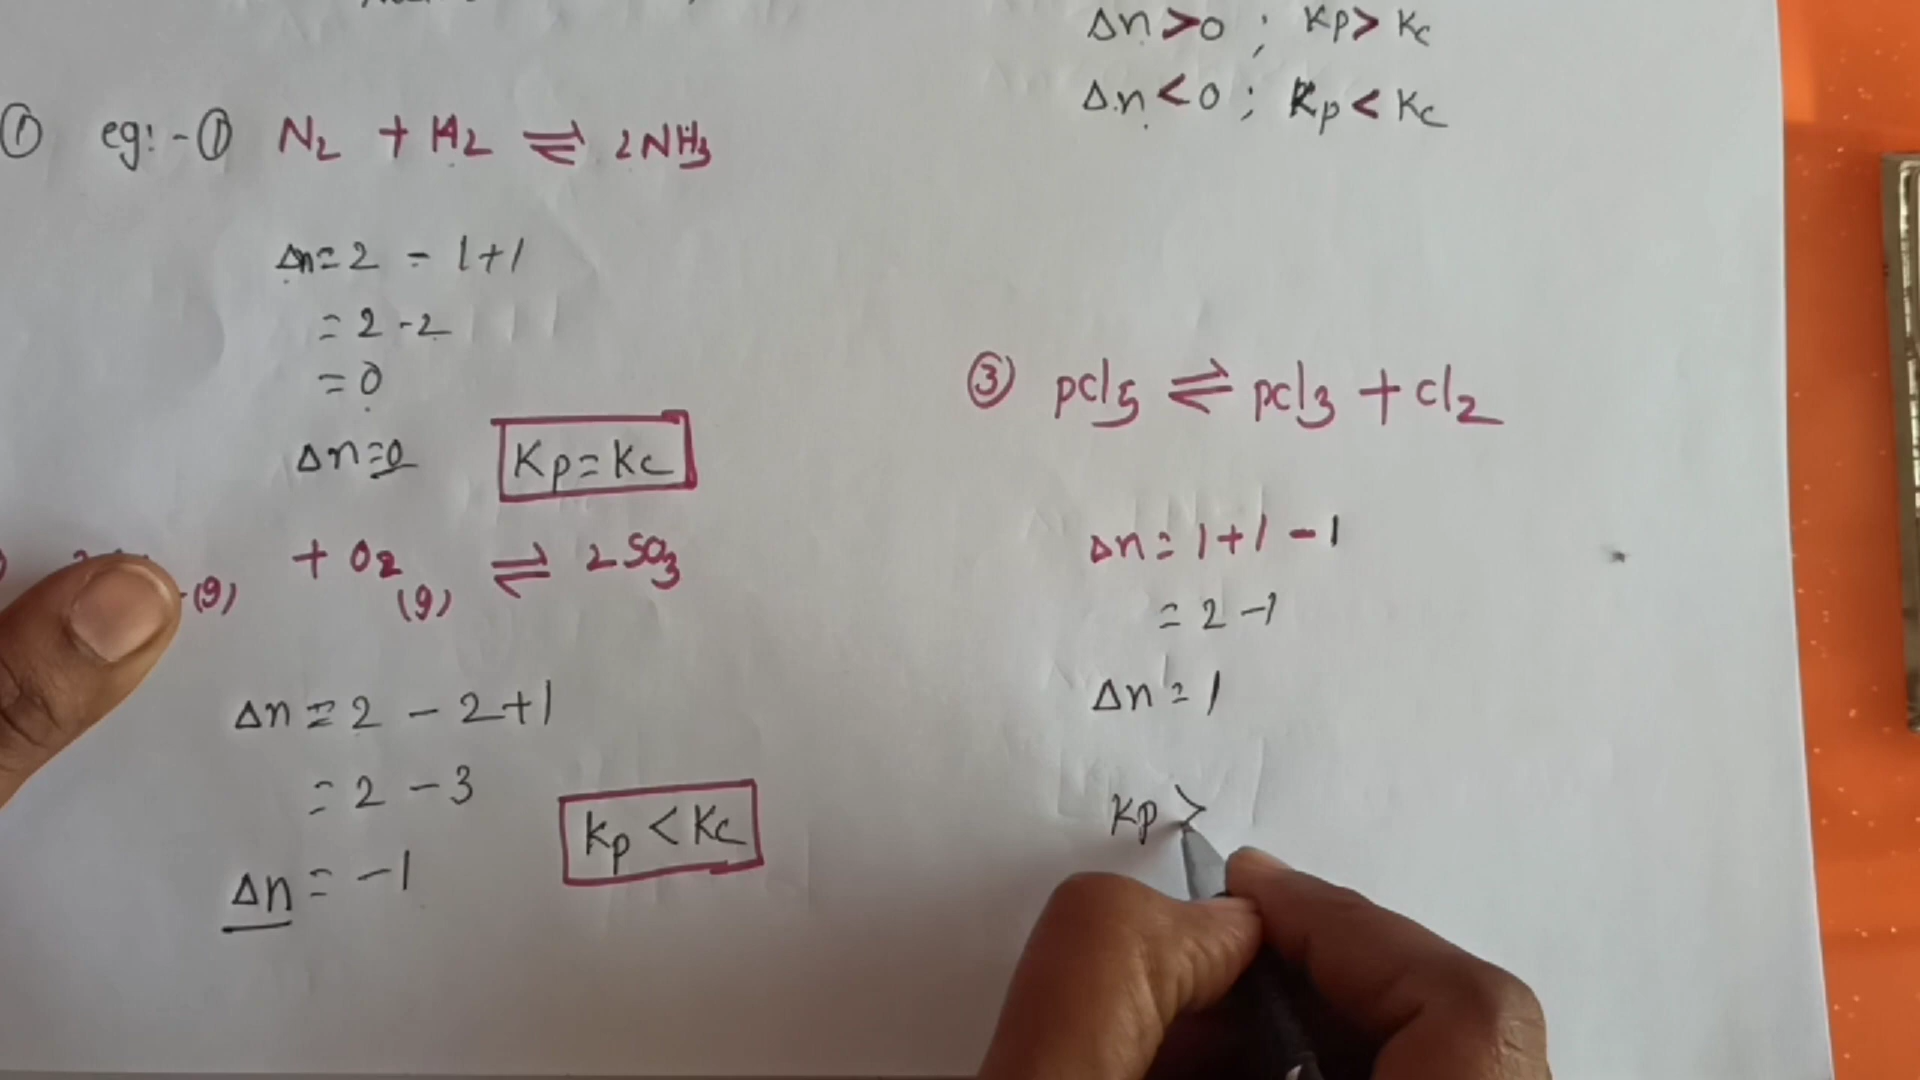 Δn>0 ; Kp> Kc
Δn<0 ; Kp < Kc
① eg:-① N2 + H2 ⇌ 2NH3
Δn=2 - 1+1
= 2-2
= 0
Δn=0 Kp=Kc
(g) + O2 (g) ⇌ 2SO3
Δn = 2 - 2+1
= 2 - 3
Δn = -1
Kp < Kc
③ pcl5 ⇌ pcl3 + cl2
Δn = 1+1 - 1
= 2 -1
Δn = 1
Kp >